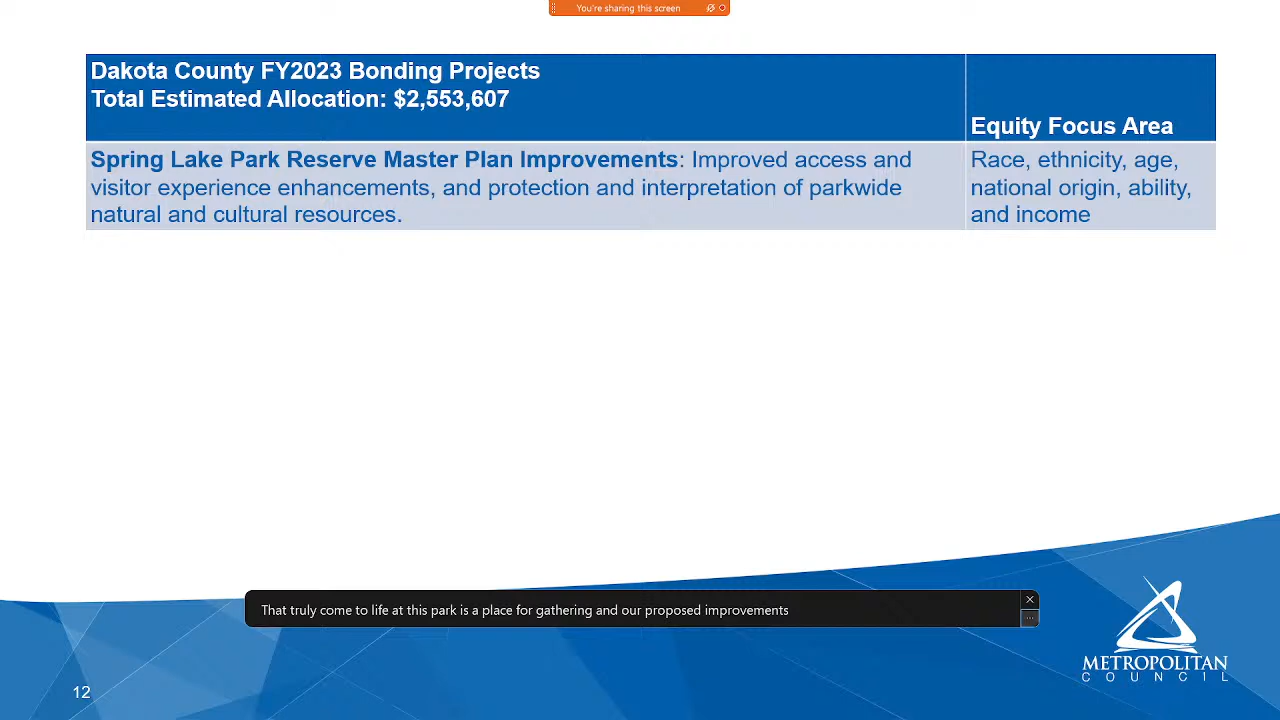 You're sharing this screen
Dakota County FY2023 Bonding Projects
Total Estimated Allocation: $2,553,607
Equity Focus Area
Spring Lake Park Reserve Master Plan Improvements: Improved access and
visitor experience enhancements, and protection and interpretation of parkwide
natural and cultural resources.
Race, ethnicity, age,
national origin, ability,
and income
That truly come to life at this park is a place for gathering and our proposed improvements
12
METROPOLITAN
COUNCIL